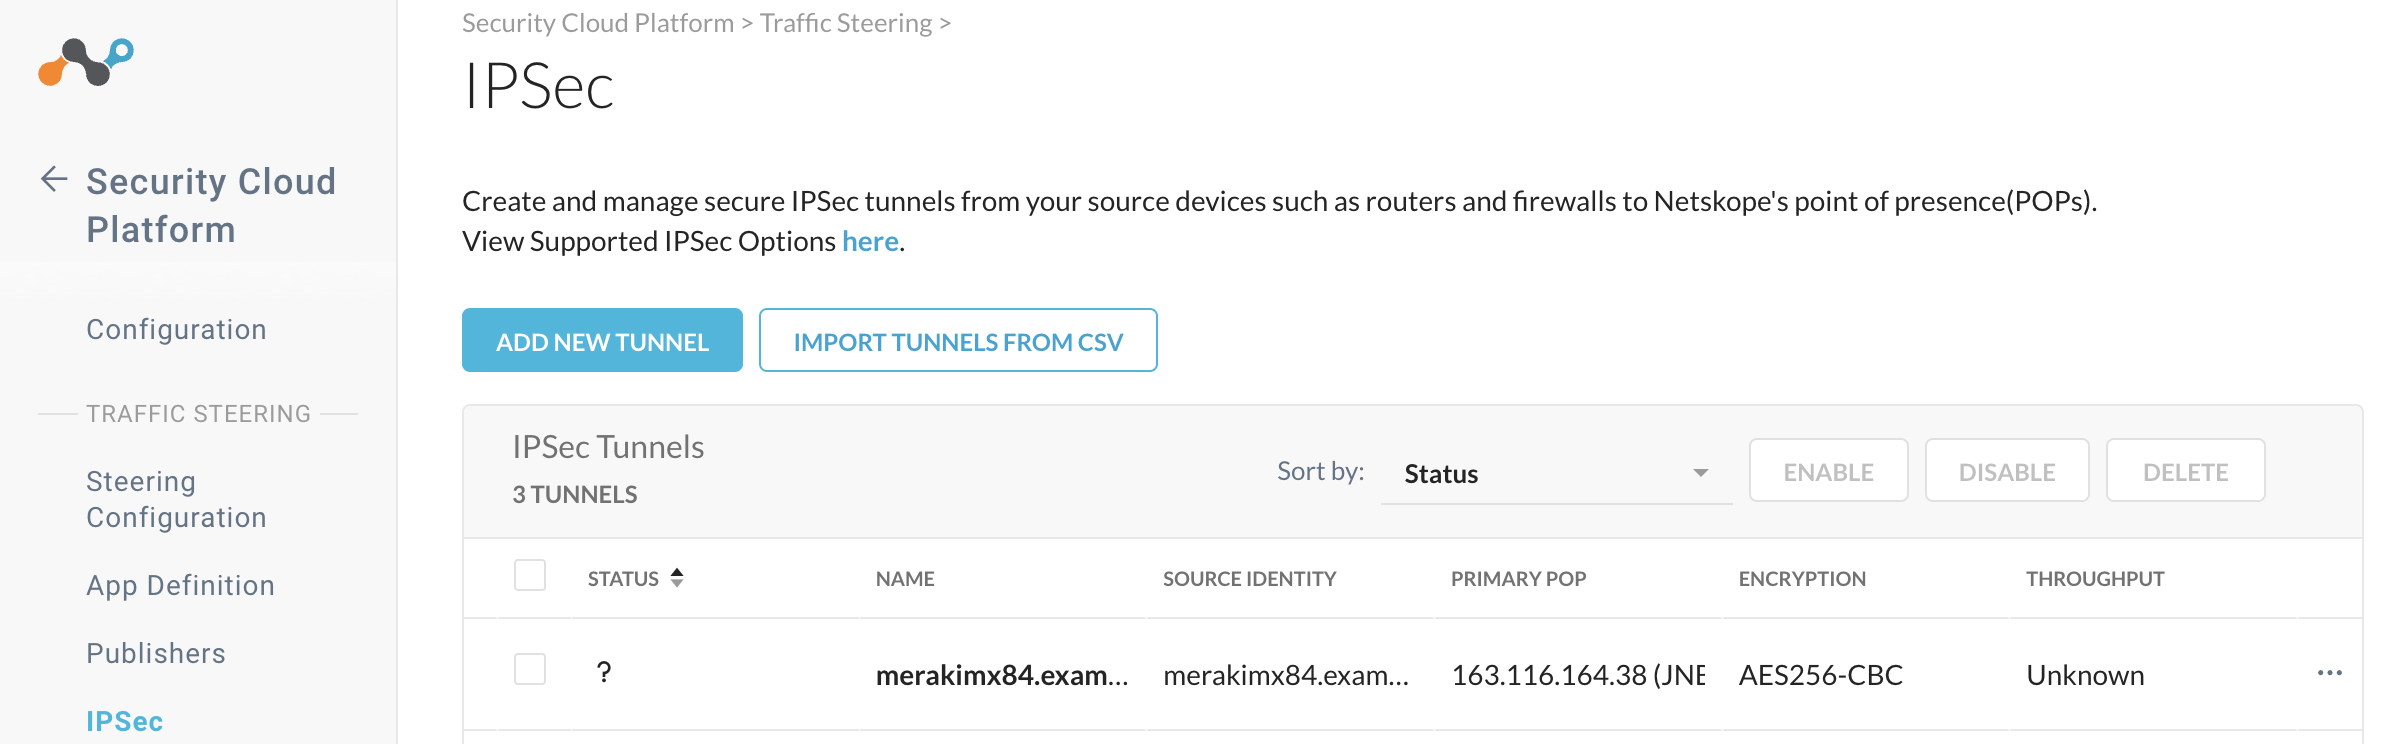 Security Cloud Platform > Traffic Steering >
IPSec
Security Cloud
Platform
Create and manage secure IPSec tunnels from your source devices such as routers and firewalls to Netskope's point of presence(POPs).
View Supported IPSec Options here.
Configuration
ADD NEW TUNNEL
IMPORT TUNNELS FROM CSV
TRAFFIC STEERING
Steering
Configuration
App Definition
Publishers
IPSec
IPSec Tunnels
3 TUNNELS
Sort by: Status
ENABLE
DISABLE
DELETE
STATUS NAME SOURCE IDENTITY PRIMARY POP ENCRYPTION THROUGHPUT
? merakimx84.exam... merakimx84.exam... 163.116.164.38 (JNE AES256-CBC Unknown ...